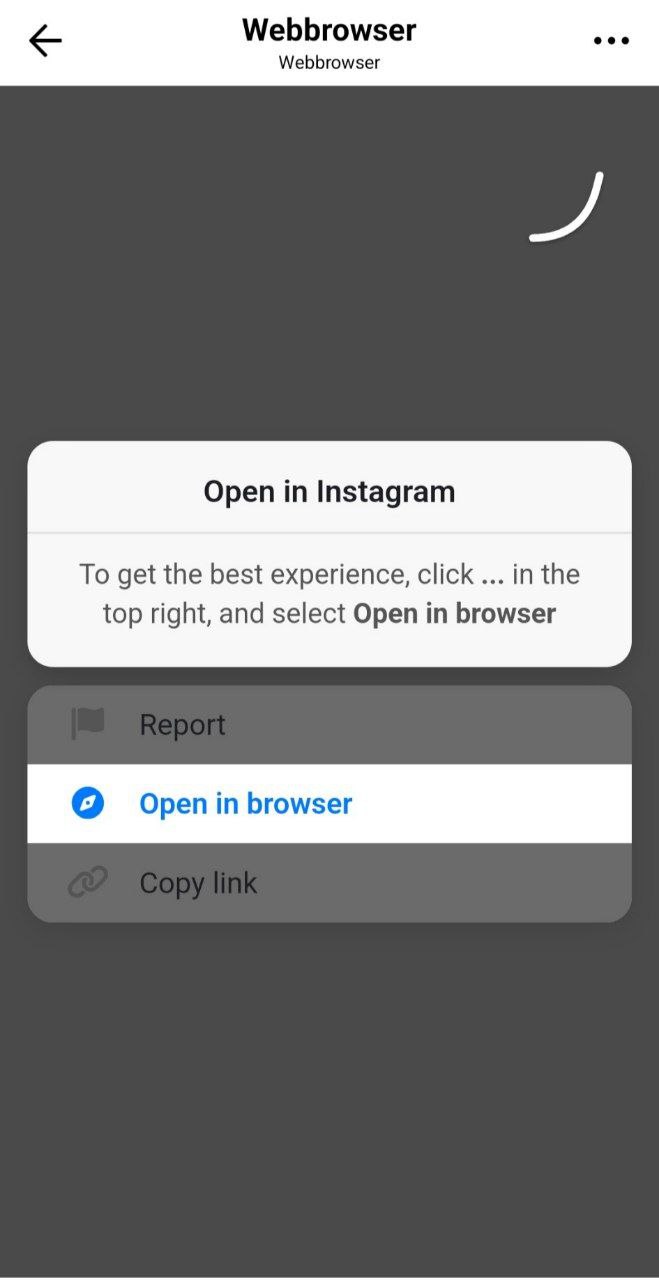 Webbrowser
Webbrowser
Open in Instagram
To get the best experience, click ... in the
top right, and select Open in browser
Report
Open in browser
Copy link